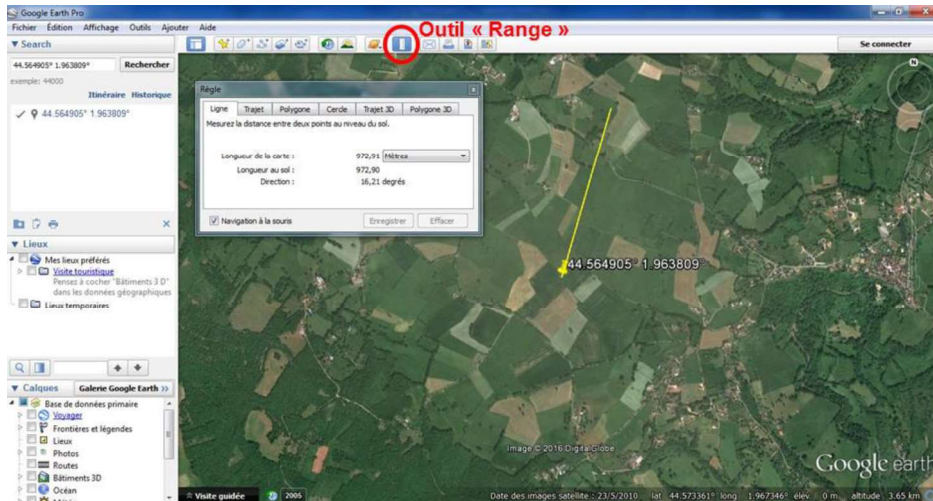 Google Earth Pro
Fichier Édition Affichage Outils Ajouter Aide
Outil « Range »
▼ Search
Se connecter
44.564905° 1.963809°
Rechercher
exemple: 44000
Itinéraire Historique
44.564905° 1.963809°
Règle
Ligne Trajet Polygone Cercle Trajet 3D Polygone 3D
Mesurez la distance entre deux points au niveau du sol.
Longueur de la carte : 972,91 Mètres
Longueur au sol : 972,90
Direction : 16,21 degrés
Navigation à la souris
Enregistrer
Effacer
N
44.564905° 1.963809°
▼ Lieux
Mes lieux préférés
Visite touristique
Pensez à cocher "Bâtiments 3 D"
dans les données géographiques
Lieux temporaires
▼ Calques
Galerie Google Earth >>
Base de données primaire
Voyager
Frontières et légendes
Lieux
Photos
Routes
Bâtiments 3D
Océan
Image © 2016 DigitalGlobe
Google earth
Visite guidée
2005
Date des images satellite : 23/5/2010 lat 44.573361° long 1.967346° élev 0 m altitude 3.65 km